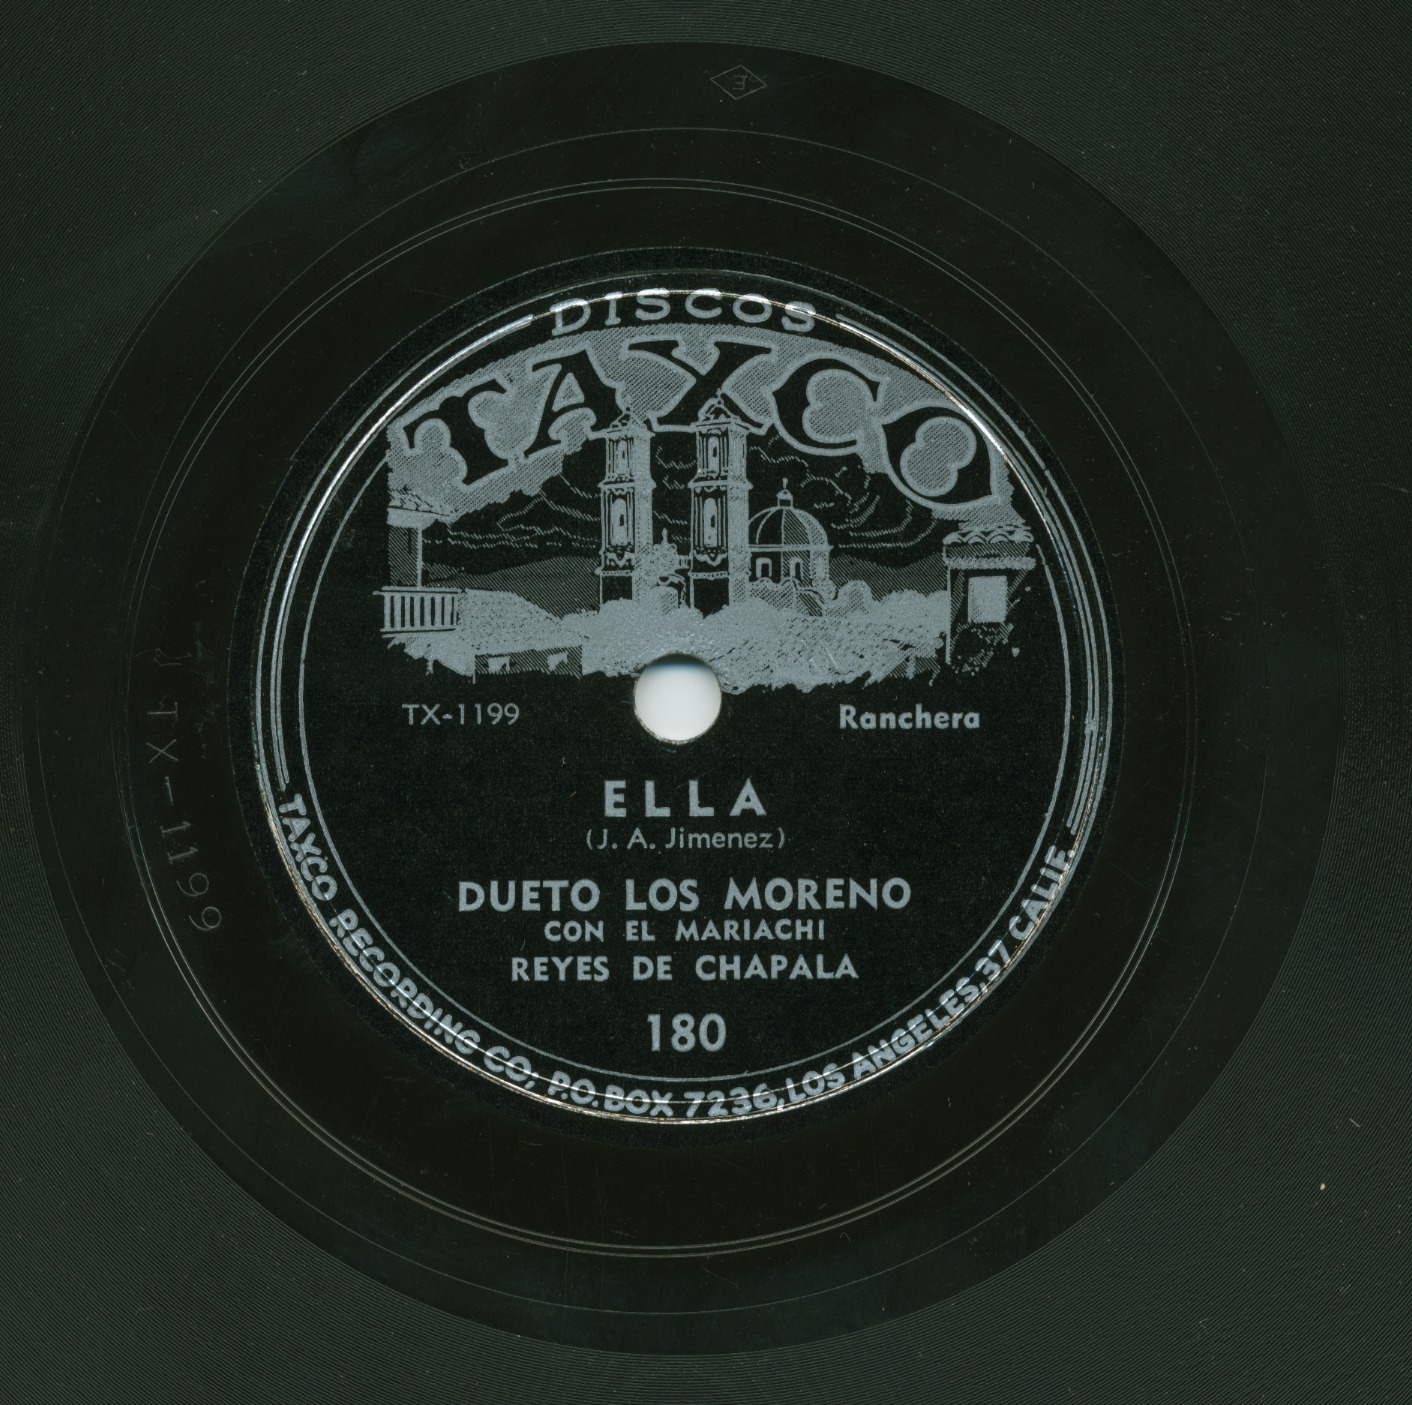 DISCOS
TAXCO
TX-1199
Ranchera
ELLA
(J. A. Jimenez)
DUETO LOS MORENO
CON EL MARIACHI
REYES DE CHAPALA
180
TAXCO RECORDING CO; P.O. BOX 7236, LOS ANGELES, 37 CALIF.
TX-1199
E